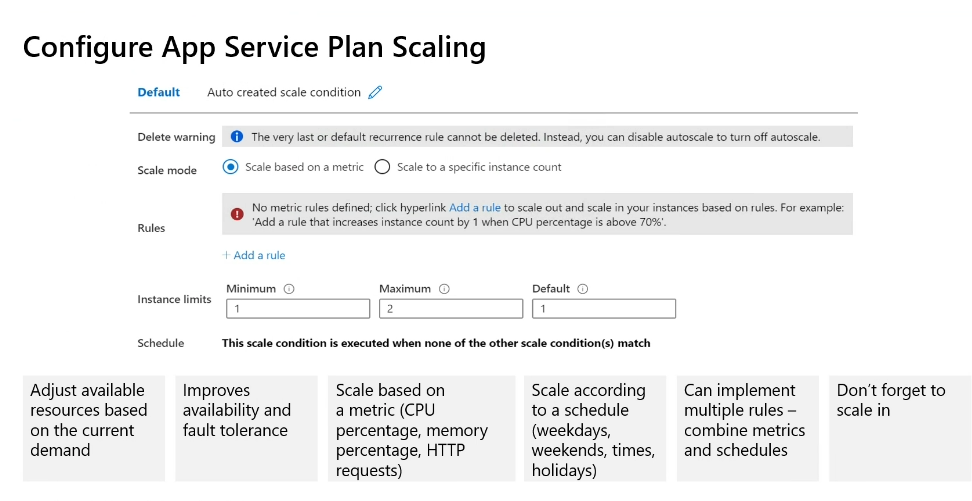 Configure App Service Plan Scaling
Default Auto created scale condition
Delete warning The very last or default recurrence rule cannot be deleted. Instead, you can disable autoscale to turn off autoscale.
Scale mode Scale based on a metric Scale to a specific instance count
Rules
No metric rules defined; click hyperlink Add a rule to scale out and scale in your instances based on rules. For example:
'Add a rule that increases instance count by 1 when CPU percentage is above 70%'.
+ Add a rule
Instance limits
Minimum Maximum Default
1 2 1
Schedule This scale condition is executed when none of the other scale condition(s) match
Adjust available
resources based
on the current
demand
Improves
availability and
fault tolerance
Scale based on
a metric (CPU
percentage, memory
percentage, HTTP
requests)
Scale according
to a schedule
(weekdays,
weekends, times,
holidays)
Can implement
multiple rules –
combine metrics
and schedules
Don't forget to
scale in